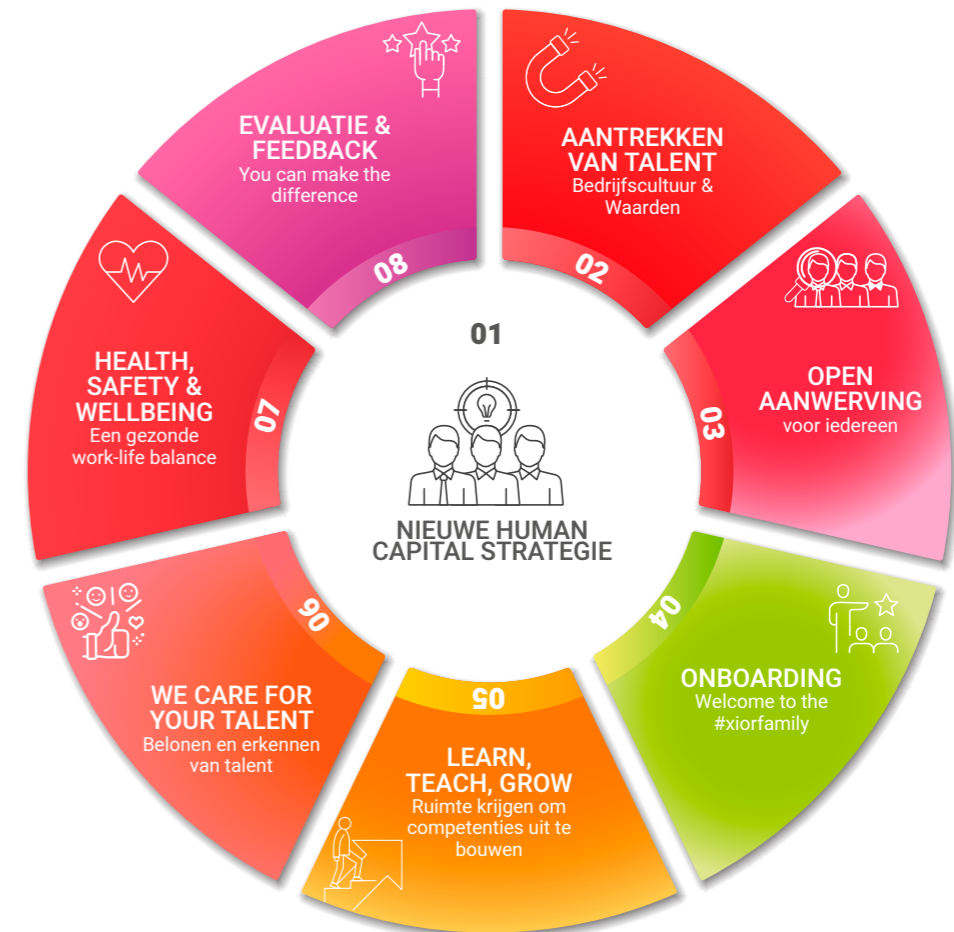 01
NIEUWE HUMAN
CAPITAL STRATEGIE
AANTREKKEN
VAN TALENT
Bedrijfscultuur &
Waarden
02
OPEN
AANWERVING
voor iedereen
03
ONBOARDING
Welcome to the
#xiorfamily
04
LEARN,
TEACH, GROW
Ruimte krijgen om
competenties uit te
bouwen
05
WE CARE FOR
YOUR TALENT
Belonen en erkennen
van talent
06
HEALTH,
SAFETY &
WELLBEING
Een gezonde
work-life balance
07
EVALUATIE &
FEEDBACK
You can make the
difference
08